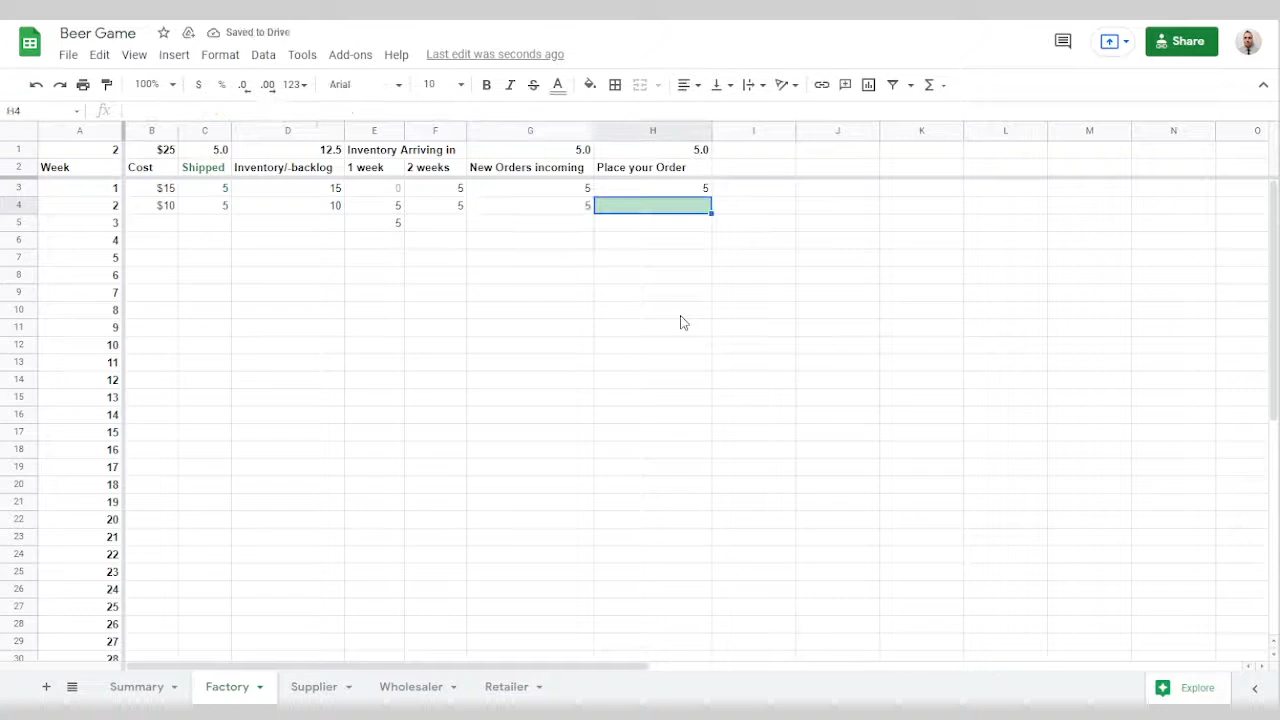 Beer Game
Saved to Drive
File Edit View Insert Format Data Tools Add-ons Help Last edit was seconds ago
Share
100% $ % .0 .00 123 Arial 10 B I S A
H4 fx
A B C D E F G H I J K L M N O
1 2 $25 5.0 12.5 Inventory Arriving in 5.0 5.0
2 Week Cost Shipped Inventory/-backlog 1 week 2 weeks New Orders incoming Place your Order
3 1 $15 5 15 0 5 5 5
4 2 $10 5 10 5 5 5
5 3 5
6 4
7 5
8 6
9 7
10 8
11 9
12 10
13 11
14 12
15 13
16 14
17 15
18 16
19 17
20 18
21 19
22 20
23 21
24 22
25 23
26 24
27 25
28 26
29 27
30 28
Summary Factory Supplier Wholesaler Retailer Explore